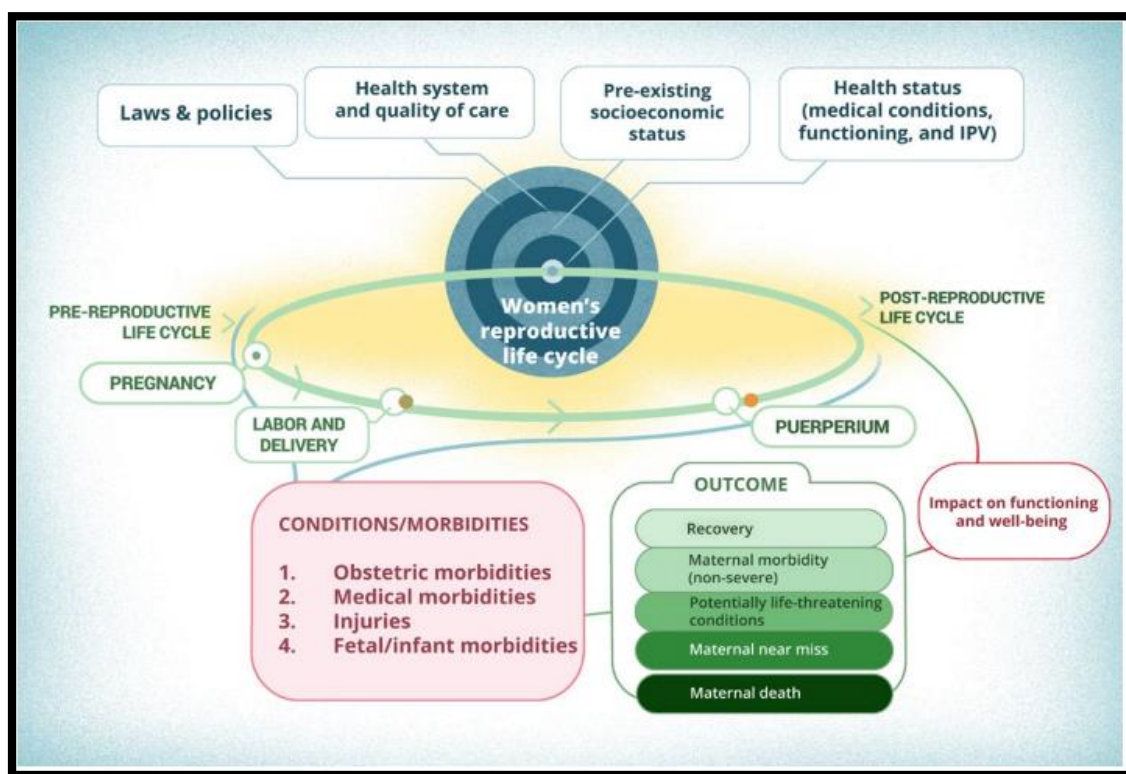 Laws & policies
Health system
and quality of care
Pre-existing
socioeconomic
status
Health status
(medical conditions,
functioning, and IPV)
Women's
reproductive
life cycle
PRE-REPRODUCTIVE
LIFE CYCLE
POST-REPRODUCTIVE
LIFE CYCLE
PREGNANCY
LABOR AND
DELIVERY
PUERPERIUM
CONDITIONS/MORBIDITIES
1. Obstetric morbidities
2. Medical morbidities
3. Injuries
4. Fetal/infant morbidities
OUTCOME
Recovery
Maternal morbidity
(non-severe)
Potentially life-threatening
conditions
Maternal near miss
Maternal death
Impact on functioning
and well-being